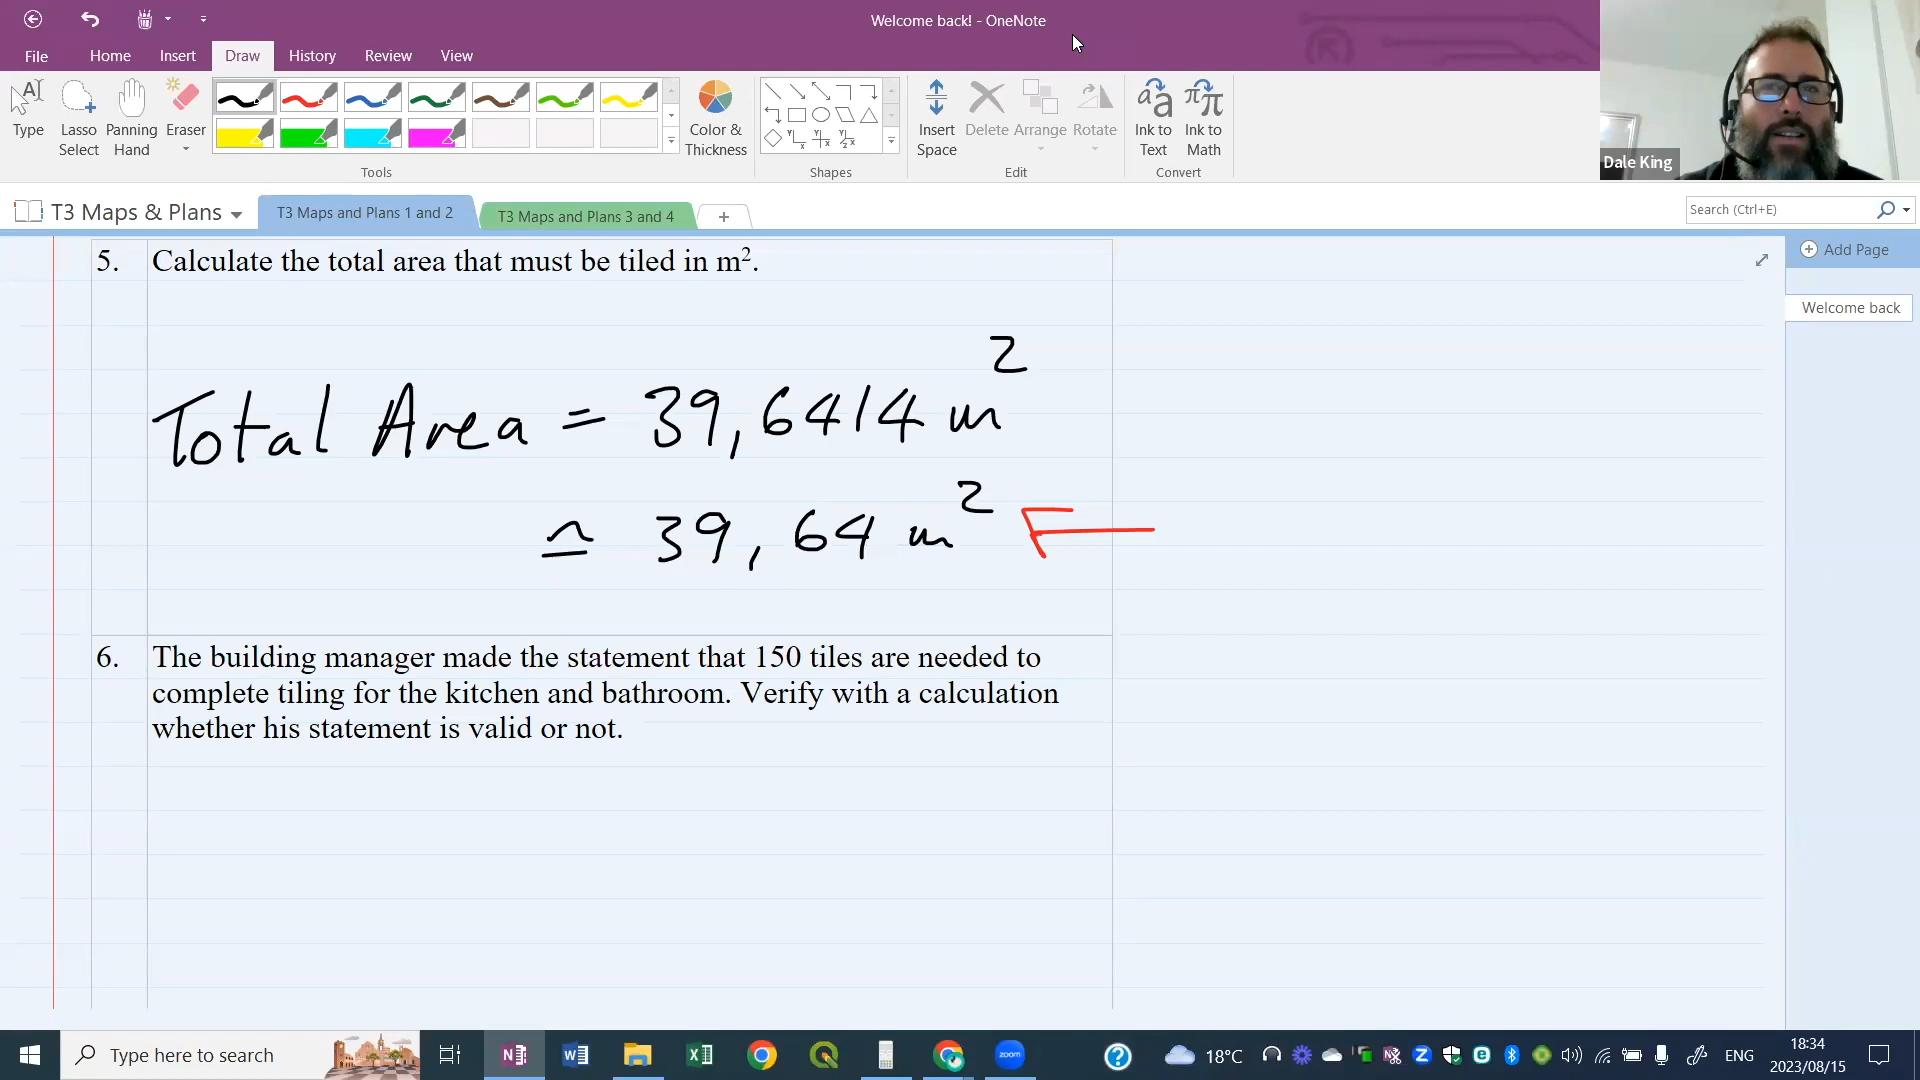 Welcome back! - OneNote
File Home Insert Draw History Review View
Type
Lasso Select
Panning Hand
Eraser
Color & Thickness
Insert Space
Delete
Arrange
Rotate
Ink to Text
Ink to Math
Tools
Shapes
Edit
Convert
Dale King
T3 Maps & Plans
T3 Maps and Plans 1 and 2
T3 Maps and Plans 3 and 4
Search (Ctrl+E)
Add Page
Welcome back
5. Calculate the total area that must be tiled in m².
Total Area = 39,6414 m²
≃ 39,64 m²
6. The building manager made the statement that 150 tiles are needed to
complete tiling for the kitchen and bathroom. Verify with a calculation
whether his statement is valid or not.
Type here to search
zoom
18°C
ENG
18:34
2023/08/15